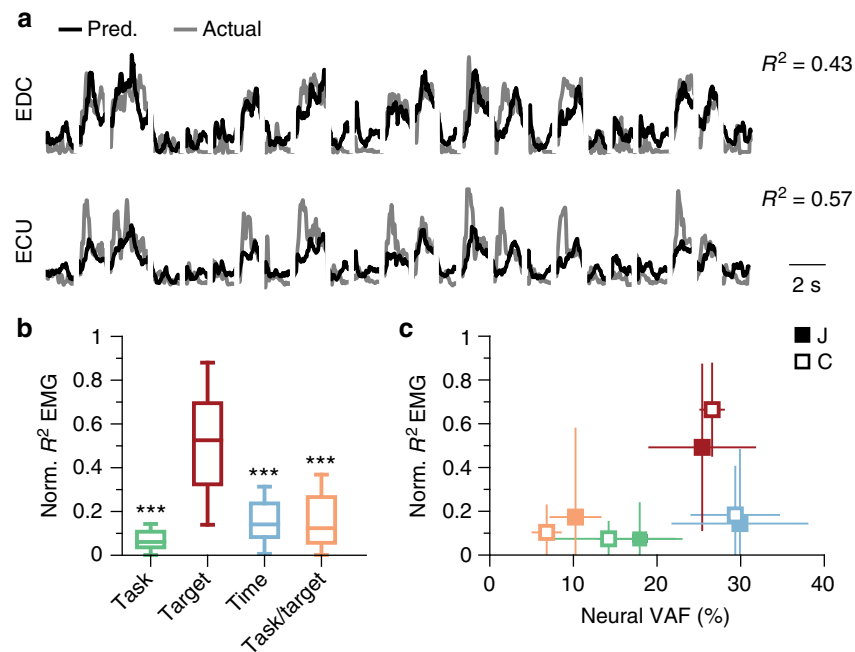 a
Pred.
Actual
EDC
R² = 0.43
ECU
R² = 0.57
2 s
b
Norm. R² EMG
1
0.8
0.6
0.4
0.2
0
***
***
***
Task
Target
Time
Task/target
c
J
C
Norm. R² EMG
1
0.8
0.6
0.4
0.2
0
0
10
20
30
40
Neural VAF (%)